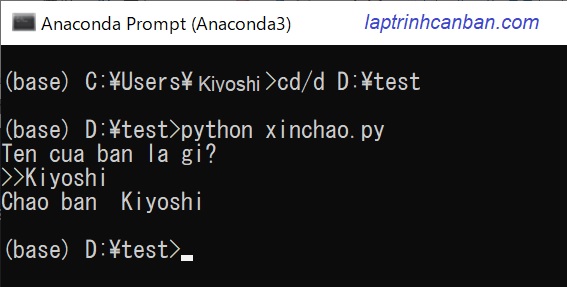 Anaconda Prompt (Anaconda3)
laptrinhcanban.com
(base) C:¥Users¥ Kiyoshi >cd/d D:¥test
(base) D:¥test>python xinchao.py
Ten cua ban la gi?
>>Kiyoshi
Chao ban  Kiyoshi
(base) D:¥test>